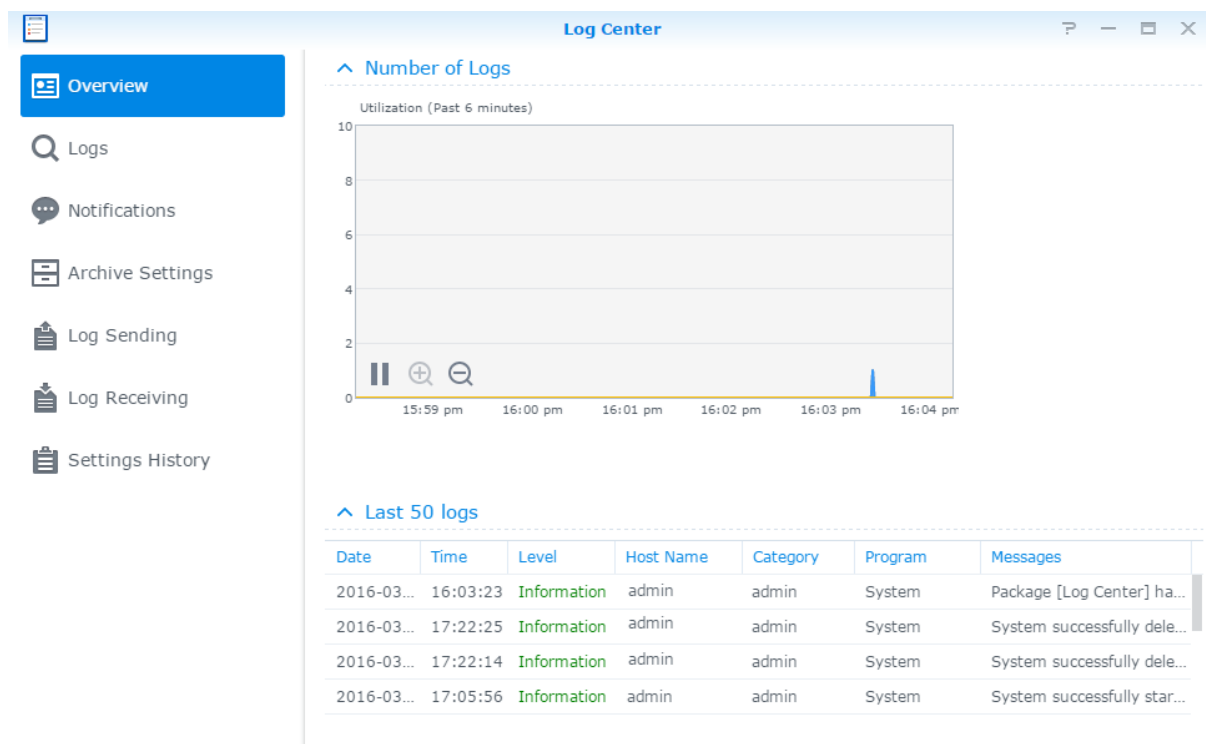 Log Center
Overview
Logs
Notifications
Archive Settings
Log Sending
Log Receiving
Settings History
Number of Logs
Utilization (Past 6 minutes)
10
8
6
4
2
0
15:59 pm 16:00 pm 16:01 pm 16:02 pm 16:03 pm 16:04 pm
Last 50 logs
Date Time Level Host Name Category Program Messages
2016-03... 16:03:23 Information admin admin System Package [Log Center] ha...
2016-03... 17:22:25 Information admin admin System System successfully dele...
2016-03... 17:22:14 Information admin admin System System successfully dele...
2016-03... 17:05:56 Information admin admin System System successfully star...